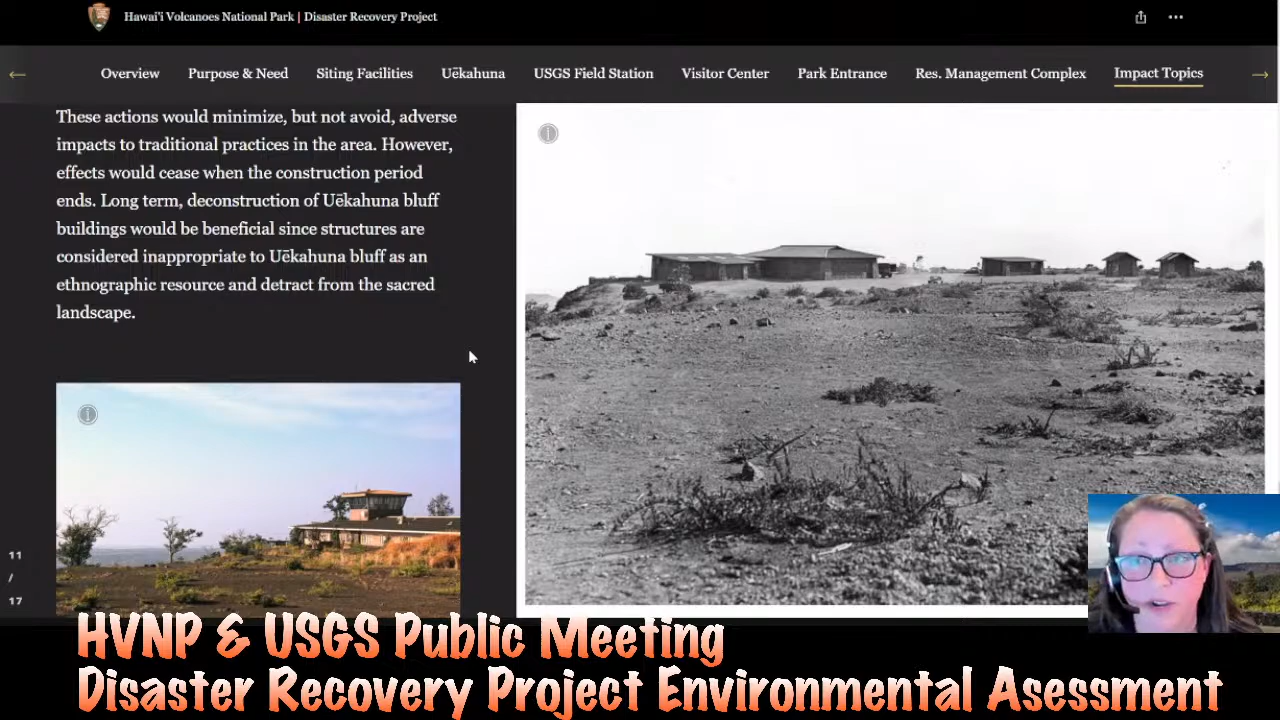 Hawai'i Volcanoes National Park | Disaster Recovery Project
Overview
Purpose & Need
Siting Facilities
Uēkahuna
USGS Field Station
Visitor Center
Park Entrance
Res. Management Complex
Impact Topics
These actions would minimize, but not avoid, adverse
impacts to traditional practices in the area. However,
effects would cease when the construction period
ends. Long term, deconstruction of Uēkahuna bluff
buildings would be beneficial since structures are
considered inappropriate to Uēkahuna bluff as an
ethnographic resource and detract from the sacred
landscape.
11
/
17
HVNP & USGS Public Meeting
Disaster Recovery Project Environmental Asessment